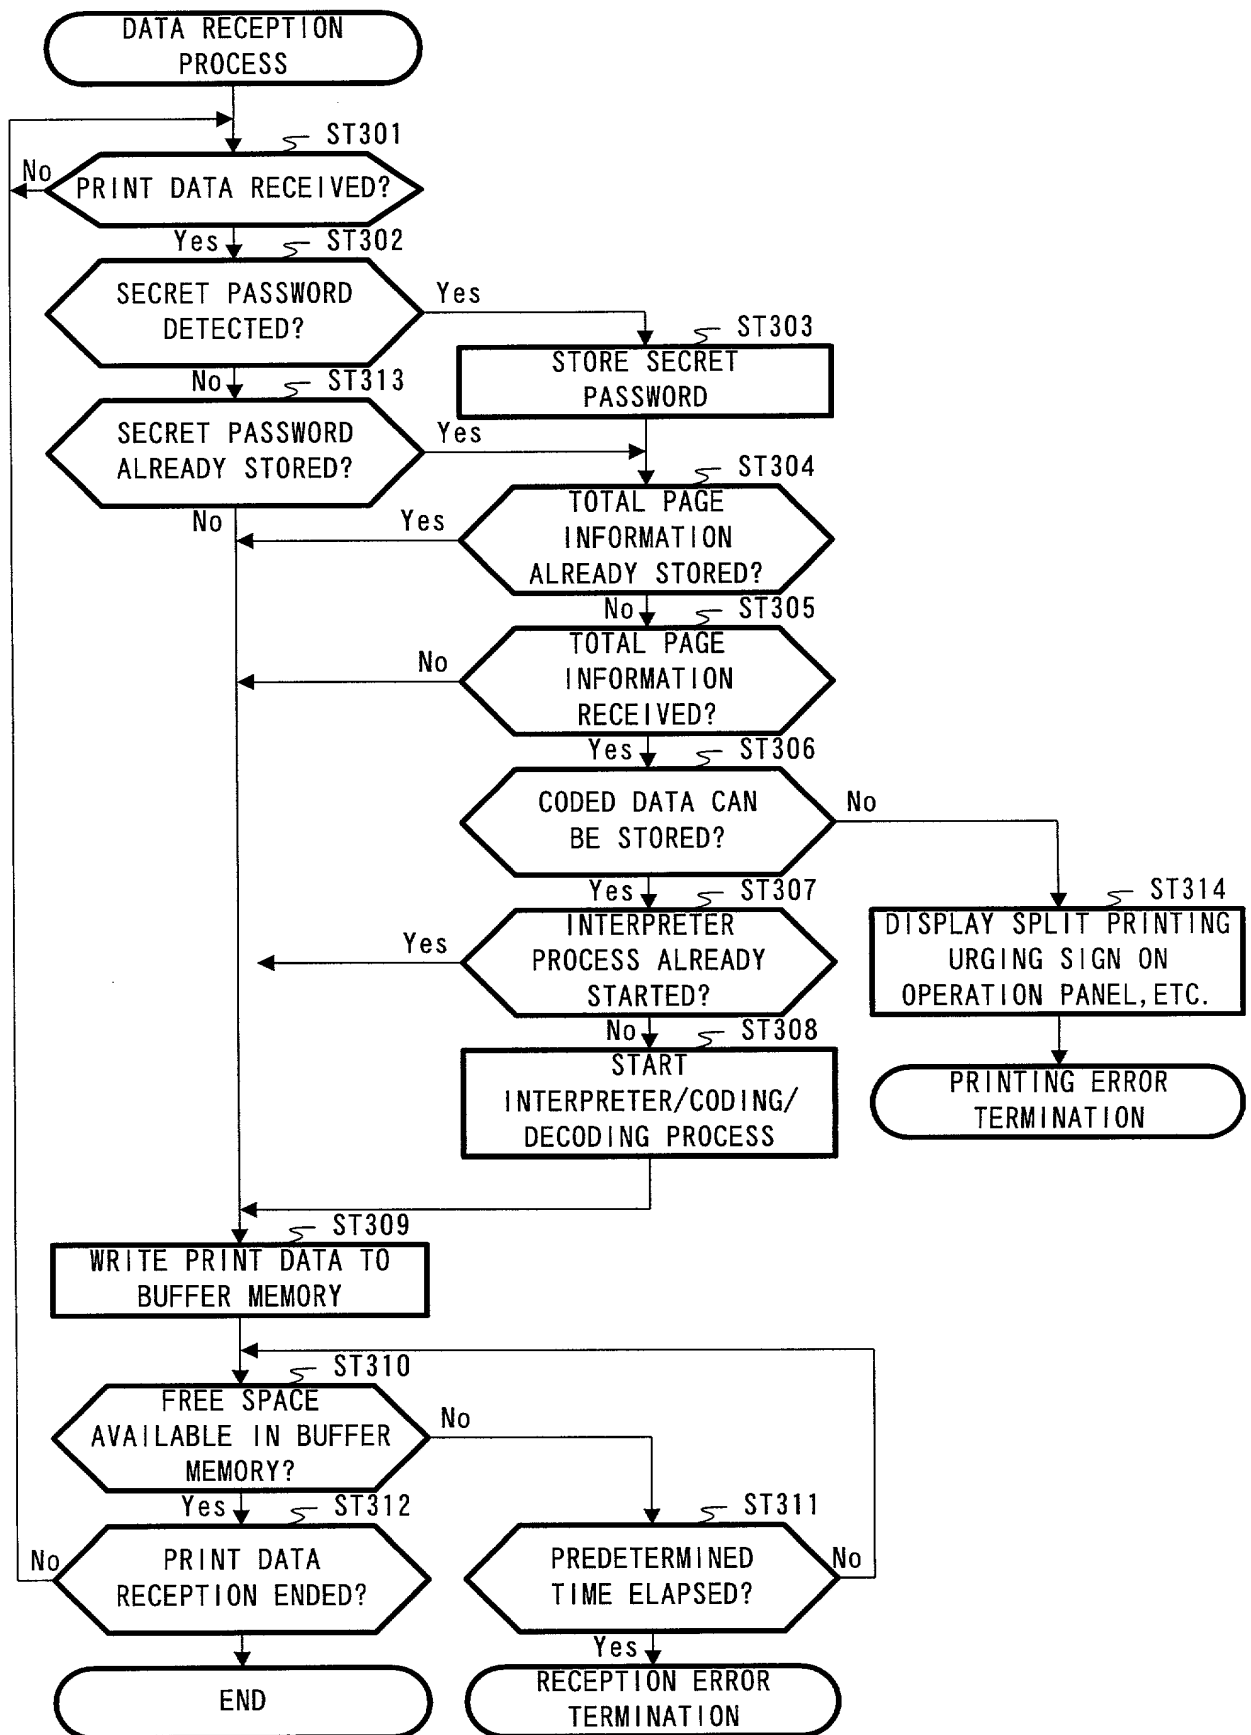 DATA RECEPTION
PROCESS
ST301
No
PRINT DATA RECEIVED?
Yes
ST302
SECRET PASSWORD
DETECTED?
Yes
ST303
STORE SECRET
PASSWORD
No
ST313
SECRET PASSWORD
ALREADY STORED?
Yes
ST304
No
Yes
TOTAL PAGE
INFORMATION
ALREADY STORED?
No
ST305
No
TOTAL PAGE
INFORMATION
RECEIVED?
Yes
ST306
CODED DATA CAN
BE STORED?
No
Yes
ST307
ST314
Yes
INTERPRETER
PROCESS ALREADY
STARTED?
DISPLAY SPLIT PRINTING
URGING SIGN ON
OPERATION PANEL,ETC.
No
ST308
START
INTERPRETER/CODING/
DECODING PROCESS
PRINTING ERROR
TERMINATION
ST309
WRITE PRINT DATA TO
BUFFER MEMORY
ST310
FREE SPACE
AVAILABLE IN BUFFER
MEMORY?
No
Yes
ST312
ST311
No
PRINT DATA
RECEPTION ENDED?
PREDETERMINED
TIME ELAPSED?
No
Yes
END
RECEPTION ERROR
TERMINATION